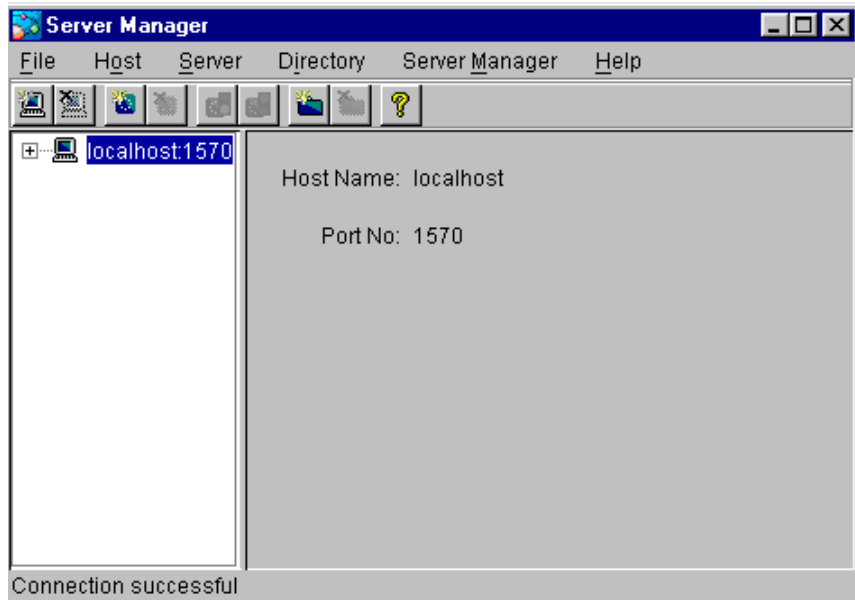 Server Manager
File Host Server Directory Server Manager Help
localhost:1570
Host Name: localhost
Port No: 1570
Connection successful